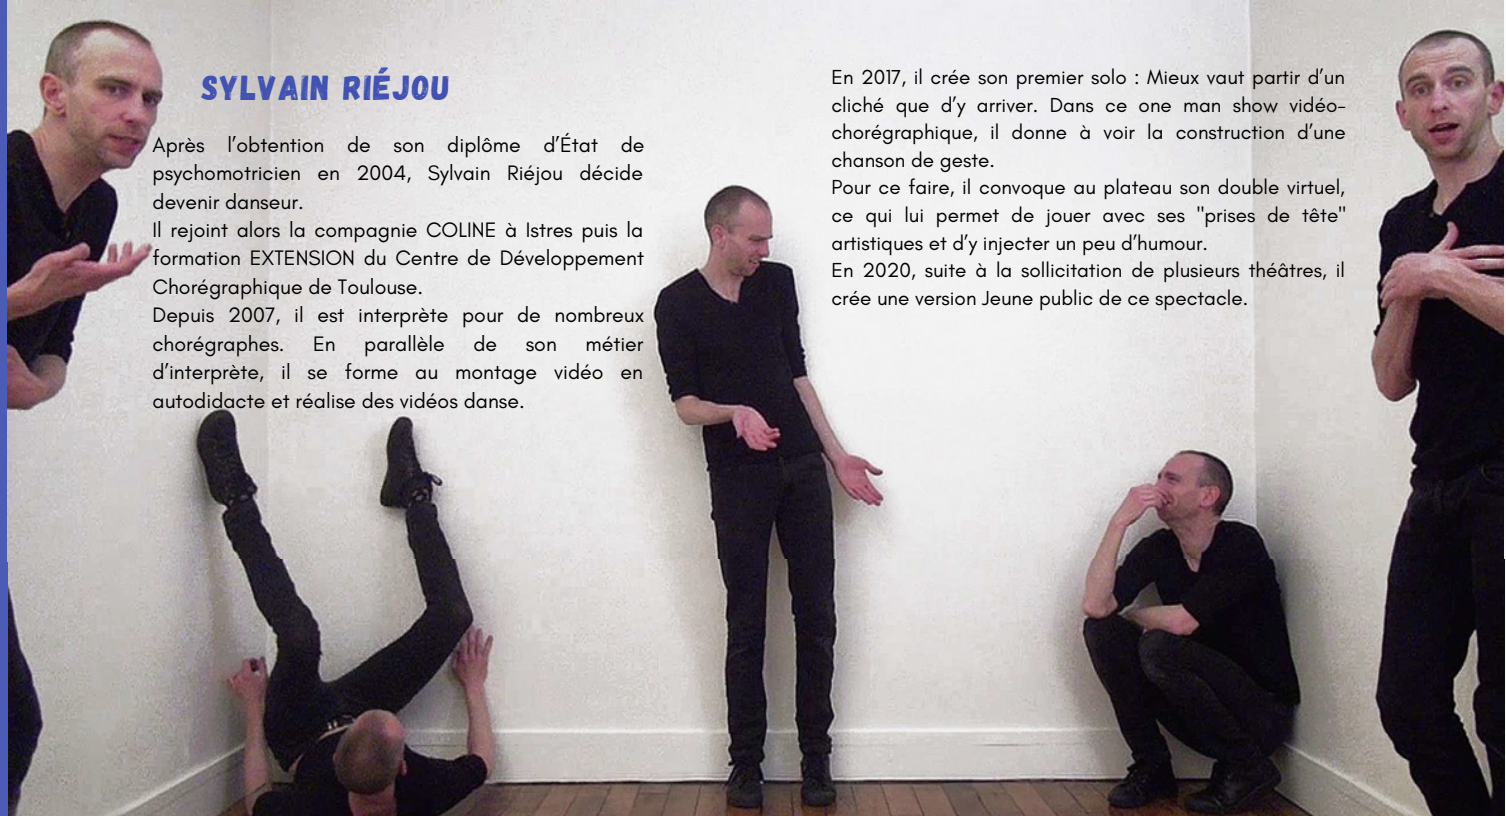 SYLVAIN RIÉJOU
Après l’obtention de son diplôme d’État de
psychomotricien en 2004, Sylvain Riéjou décide
devenir danseur.
Il rejoint alors la compagnie COLINE à Istres puis la
formation EXTENSION du Centre de Développement
Chorégraphique de Toulouse.
Depuis 2007, il est interprète pour de nombreux
chorégraphes. En parallèle de son métier
d’interprète, il se forme au montage vidéo en
autodidacte et réalise des vidéos danse.
En 2017, il crée son premier solo : Mieux vaut partir d’un
cliché que d’y arriver. Dans ce one man show vidéo-
chorégraphique, il donne à voir la construction d’une
chanson de geste.
Pour ce faire, il convoque au plateau son double virtuel,
ce qui lui permet de jouer avec ses "prises de tête"
artistiques et d’y injecter un peu d’humour.
En 2020, suite à la sollicitation de plusieurs théâtres, il
crée une version Jeune public de ce spectacle.